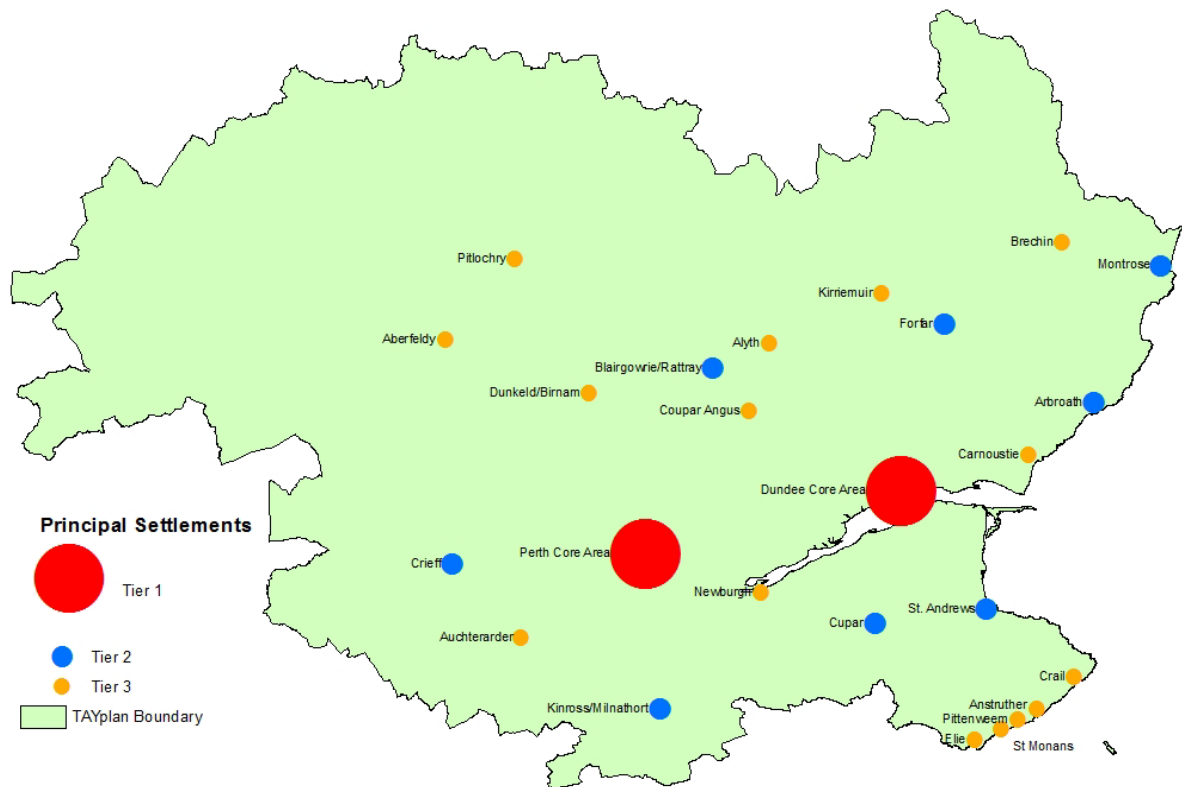 Brechin
Pitlochry
Montrose
Kirriemuir
Forfar
Aberfeldy
Alyth
Blairgowrie/Rattray
Dunkeld/Birnam
Arbroath
Coupar Angus
Carnoustie
Dundee Core Area
Principal Settlements
Perth Core Area
Crieff
Tier 1
Newburgh
St. Andrews
Cupar
Auchterarder
Tier 2
Crail
Tier 3
Anstruther
Kinross/Milnathort
TAYplan Boundary
Pittenweem
Elie
St Monans